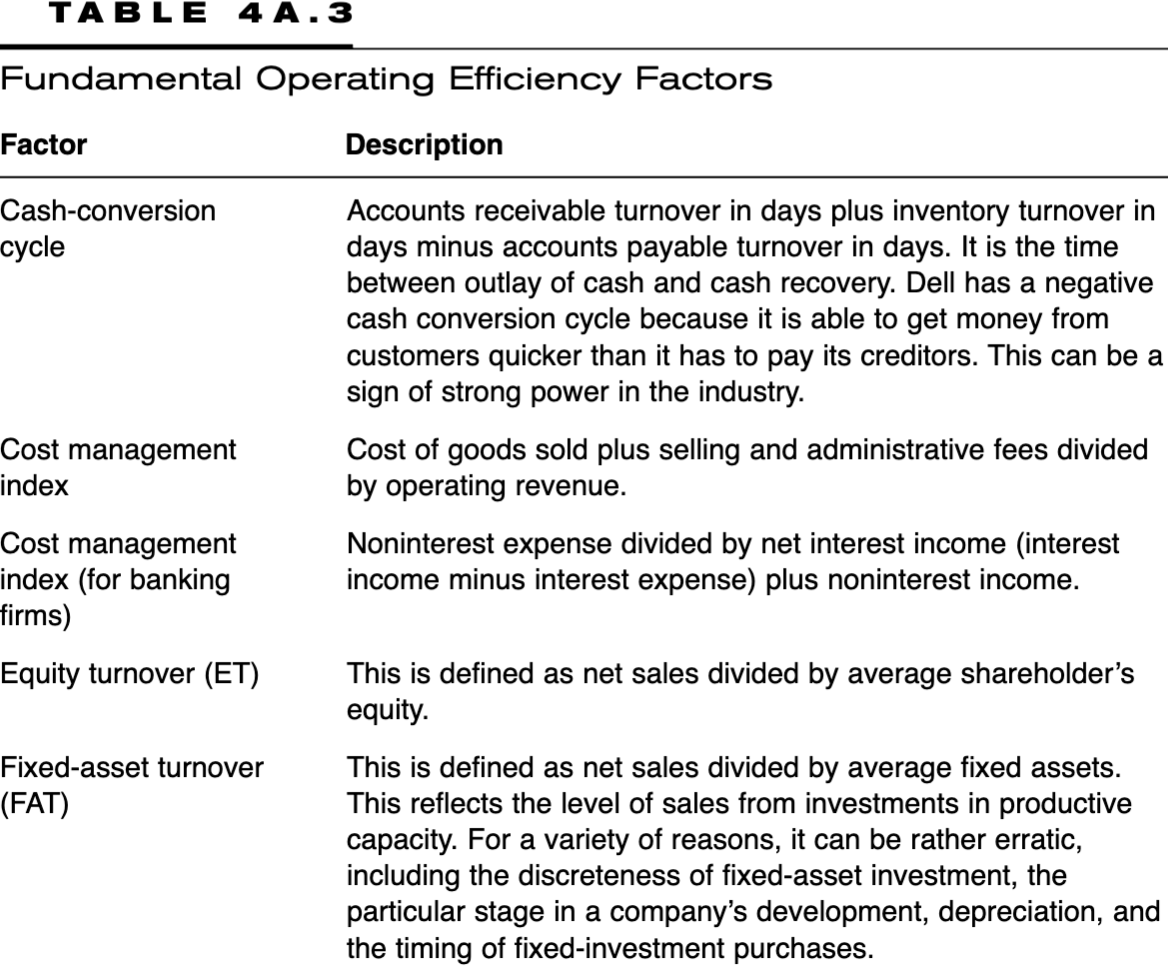 TABLE 4A.3
Fundamental Operating Efficiency Factors
Factor Description
Cash-conversion cycle
Accounts receivable turnover in days plus inventory turnover in
days minus accounts payable turnover in days. It is the time
between outlay of cash and cash recovery. Dell has a negative
cash conversion cycle because it is able to get money from
customers quicker than it has to pay its creditors. This can be a
sign of strong power in the industry.
Cost management
index
Cost of goods sold plus selling and administrative fees divided
by operating revenue.
Cost management
index (for banking
firms)
Noninterest expense divided by net interest income (interest
income minus interest expense) plus noninterest income.
Equity turnover (ET)
This is defined as net sales divided by average shareholder’s
equity.
Fixed-asset turnover
(FAT)
This is defined as net sales divided by average fixed assets.
This reflects the level of sales from investments in productive
capacity. For a variety of reasons, it can be rather erratic,
including the discreteness of fixed-asset investment, the
particular stage in a company’s development, depreciation, and
the timing of fixed-investment purchases.